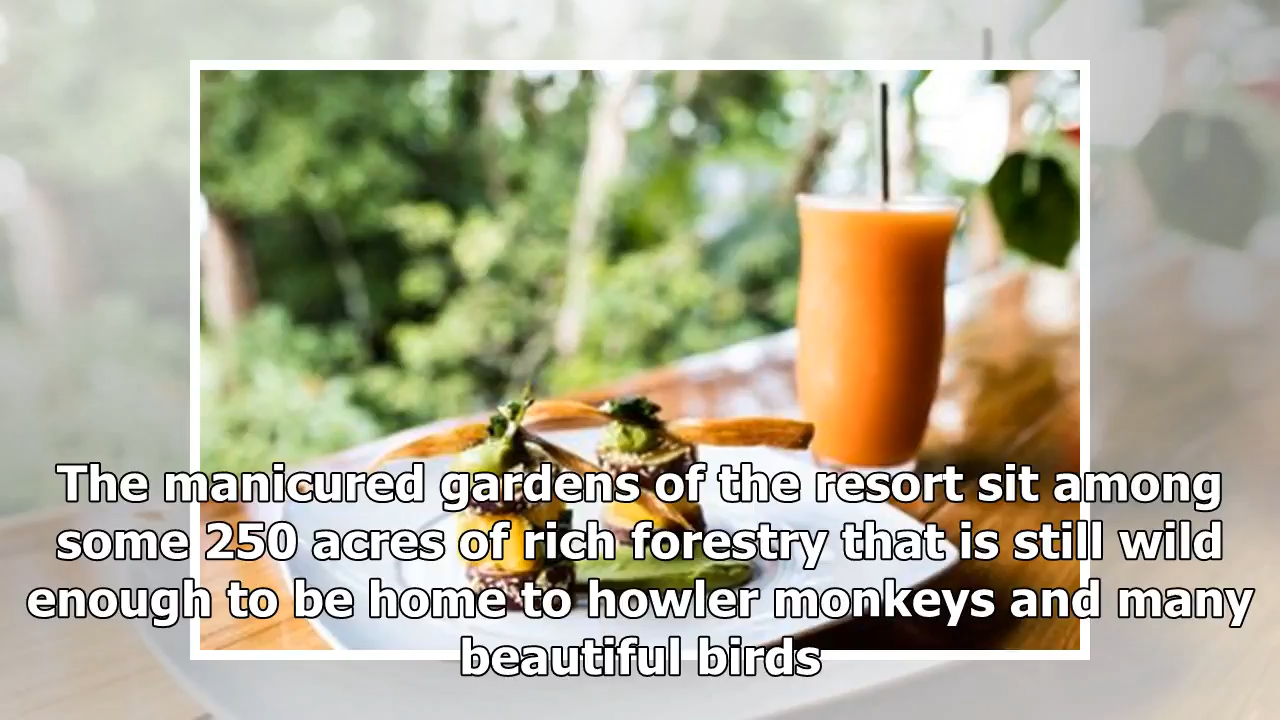 The manicured gardens of the resort sit among
some 250 acres of rich forestry that is still wild
enough to be home to howler monkeys and many
beautiful birds